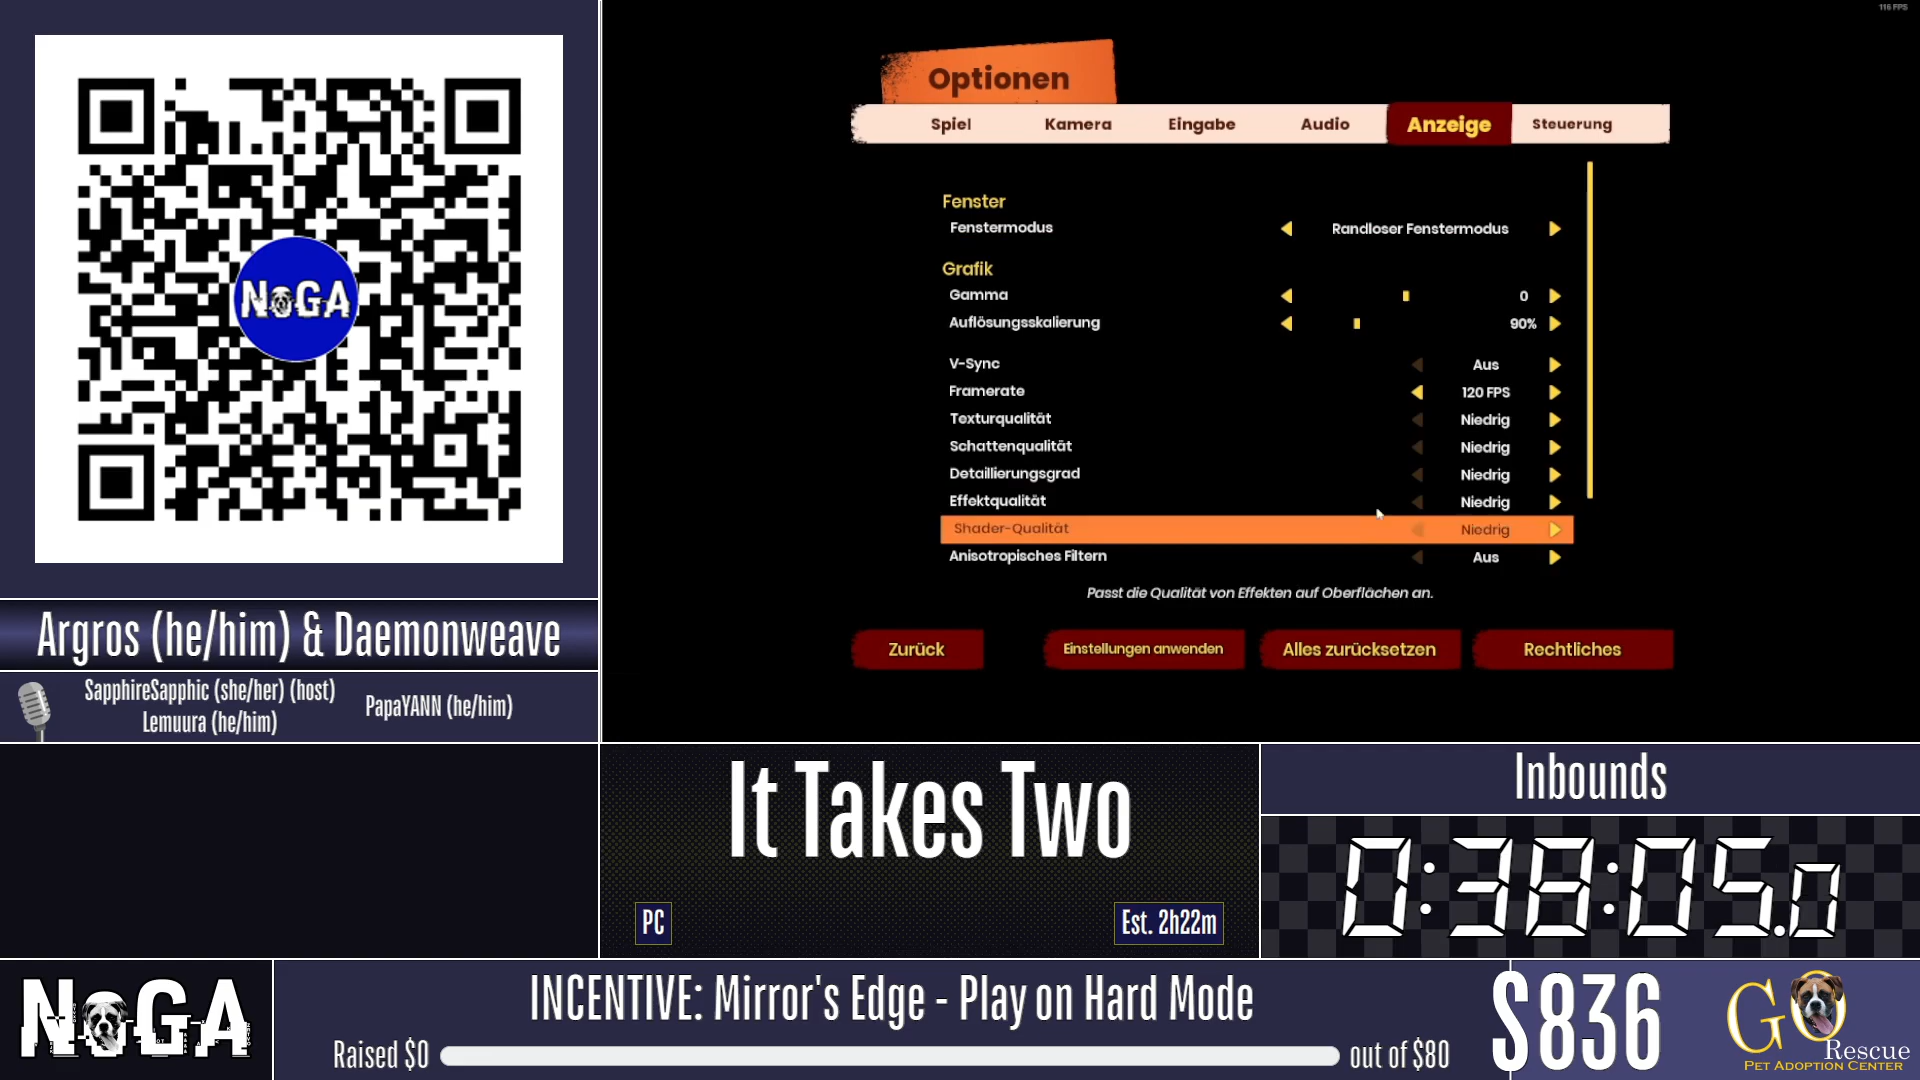 116 FPS
Optionen
Spiel Kamera Eingabe Audio Anzeige Steuerung
Fenster
Fenstermodus Randloser Fenstermodus
Grafik
Gamma 0
Auflösungsskalierung 90%
V-Sync Aus
Framerate 120 FPS
Texturqualität Niedrig
Schattenqualität Niedrig
Detaillierungsgrad Niedrig
Effektqualität Niedrig
Shader-Qualität Niedrig
Anisotropisches Filtern Aus
Passt die Qualität von Effekten auf Oberflächen an.
Zurück Einstellungen anwenden Alles zurücksetzen Rechtliches
NOGA
Argros (he/him) & Daemonweave
SapphireSapphic (she/her) (host)
Lemuura (he/him)
PapaYANN (he/him)
It Takes Two
PC
Est. 2h22m
Inbounds
0:38:05.0
NOGA
INCENTIVE: Mirror's Edge - Play on Hard Mode
Raised $0 out of $80
$836
GO
Rescue
PET ADOPTION CENTER